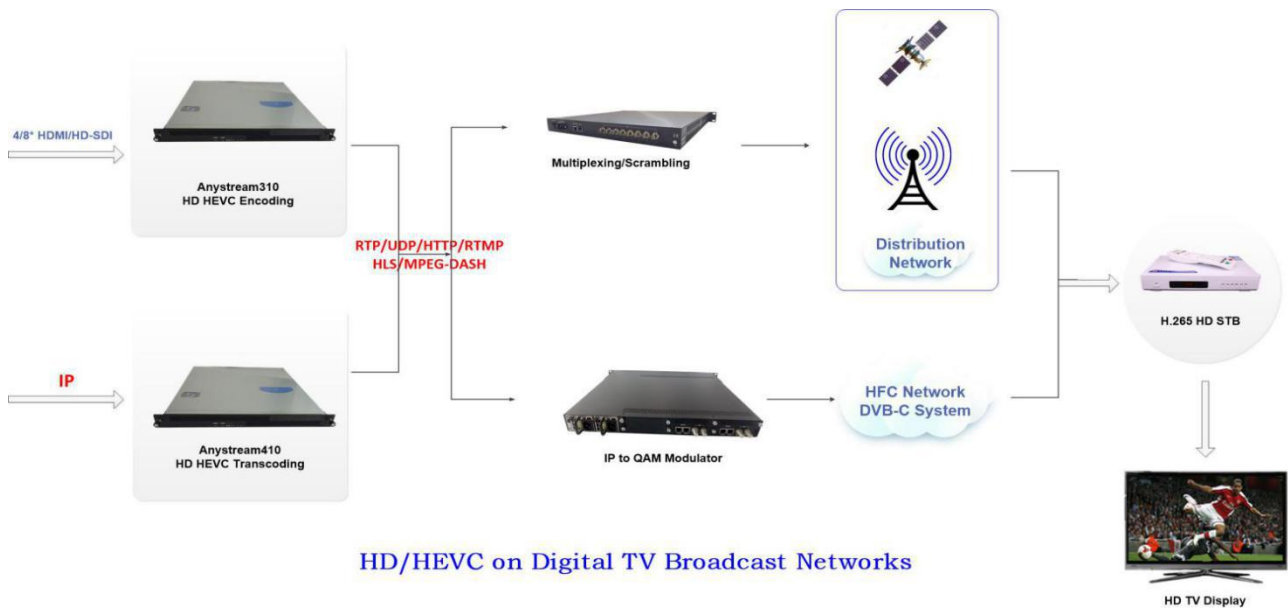 4/8* HDMI/HD-SDI
Anystream310
HD HEVC Encoding
RTP/UDP/HTTP/RTMP
HLS/MPEG-DASH
IP
Anystream410
HD HEVC Transcoding
Multiplexing/Scrambling
IP to QAM Modulator
Distribution
Network
HFC Network
DVB-C System
H.265 HD STB
HD TV Display
HD/HEVC on Digital TV Broadcast Networks